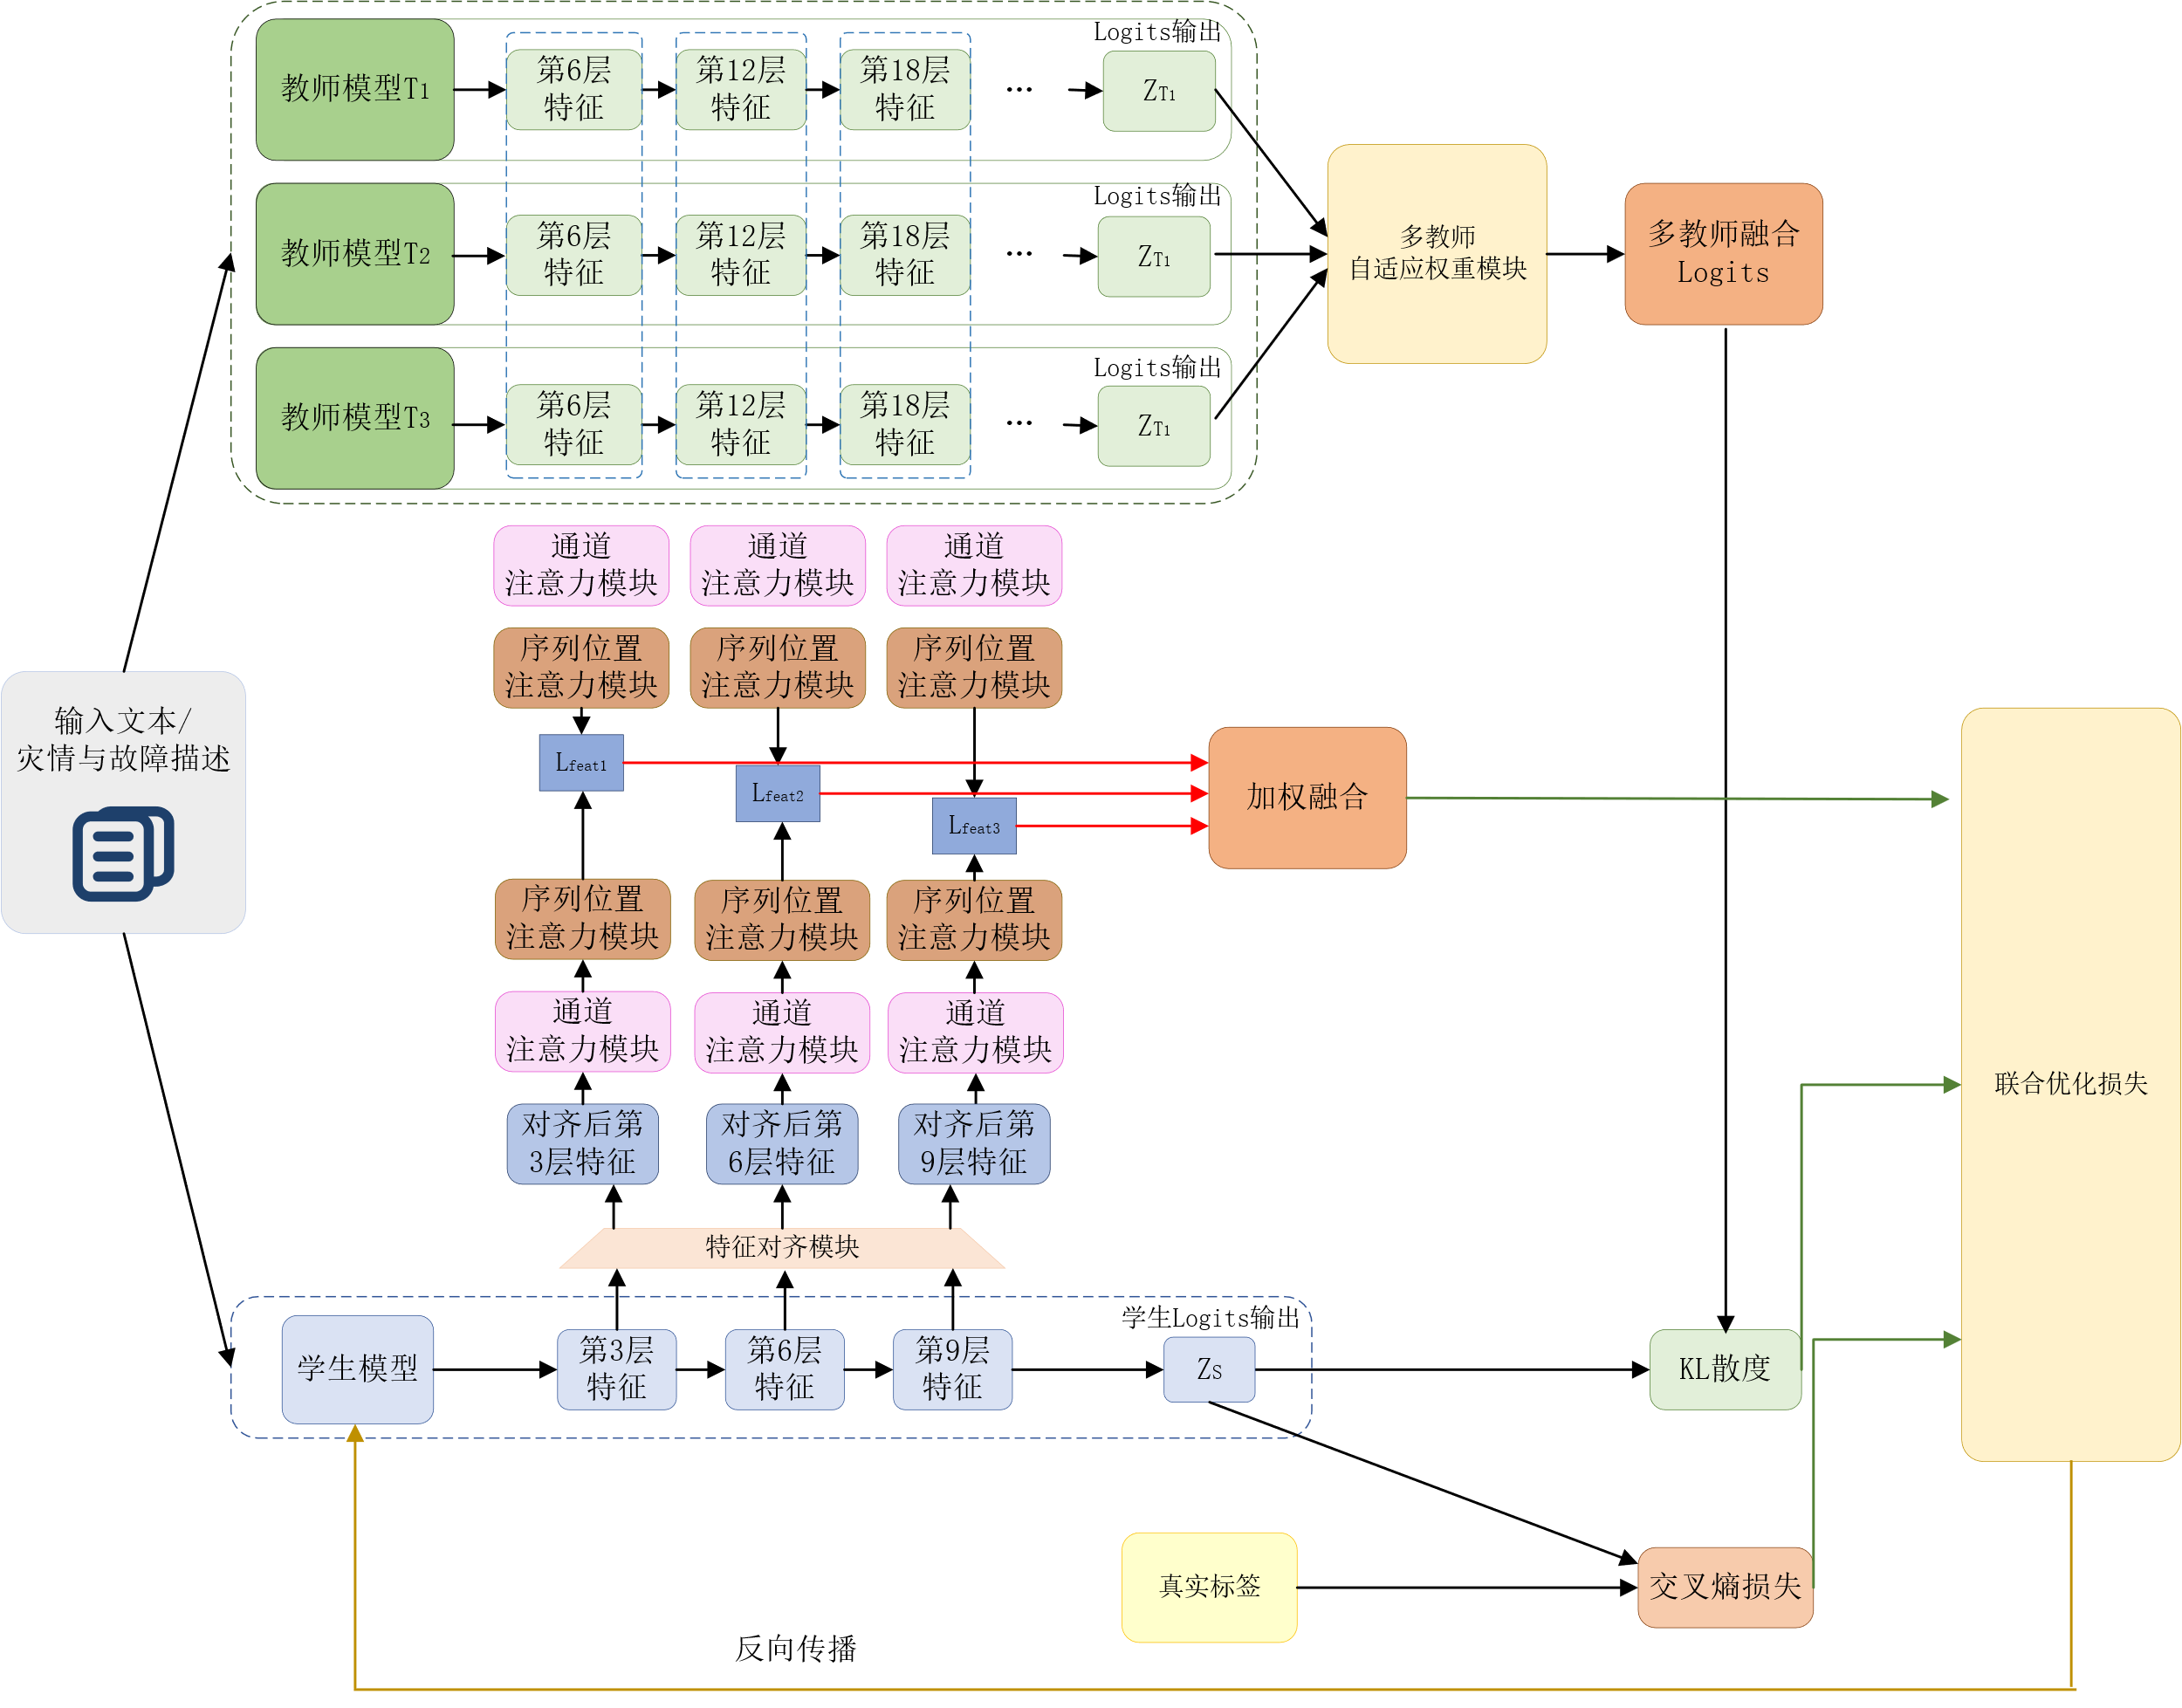 Logits输出
教师模型T1
第6层
特征
第12层
特征
第18层
特征
...
ZT1
Logits输出
教师模型T2
第6层
特征
第12层
特征
第18层
特征
...
ZT1
多教师
自适应权重模块
多教师融合
Logits
Logits输出
教师模型T3
第6层
特征
第12层
特征
第18层
特征
...
ZT1
通道
注意力模块
通道
注意力模块
通道
注意力模块
序列位置
注意力模块
序列位置
注意力模块
序列位置
注意力模块
输入文本/
灾情与故障描述
Lfeat1
Lfeat2
Lfeat3
加权融合
序列位置
注意力模块
序列位置
注意力模块
序列位置
注意力模块
通道
注意力模块
通道
注意力模块
通道
注意力模块
联合优化损失
对齐后第
3层特征
对齐后第
6层特征
对齐后第
9层特征
特征对齐模块
学生Logits输出
学生模型
第3层
特征
第6层
特征
第9层
特征
ZS
KL散度
真实标签
交叉熵损失
反向传播